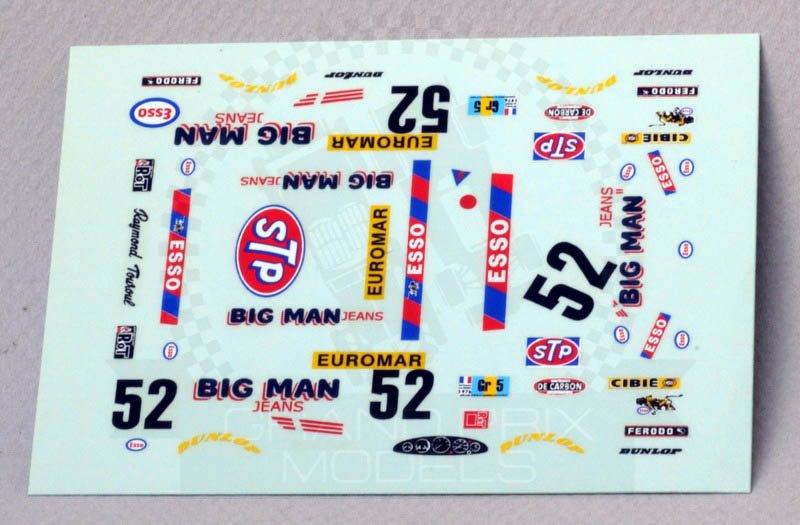 FERODO
DUNLOP
DUNLOP
DUNLOP
DUNLOP
FERODO
Esso
BIG MAN
JEANS
52
EUROMAR
Gr 5
DE CARBON
STP
CIBIE
ESSO
BIG MAN
JEANS
Raymond Touroul
ESSO
STP
EUROMAR
ESSO
ESSO
52
JEANS
BIG MAN
BIG MAN JEANS
EUROMAR
STP
ESSO
52
BIG MAN
JEANS
52
Gr 5
DE CARBON
CIBIE
Esso
DUNLOP
DUNLOP
FERODO
DUNLOP
GRAND PRIX
MODELS